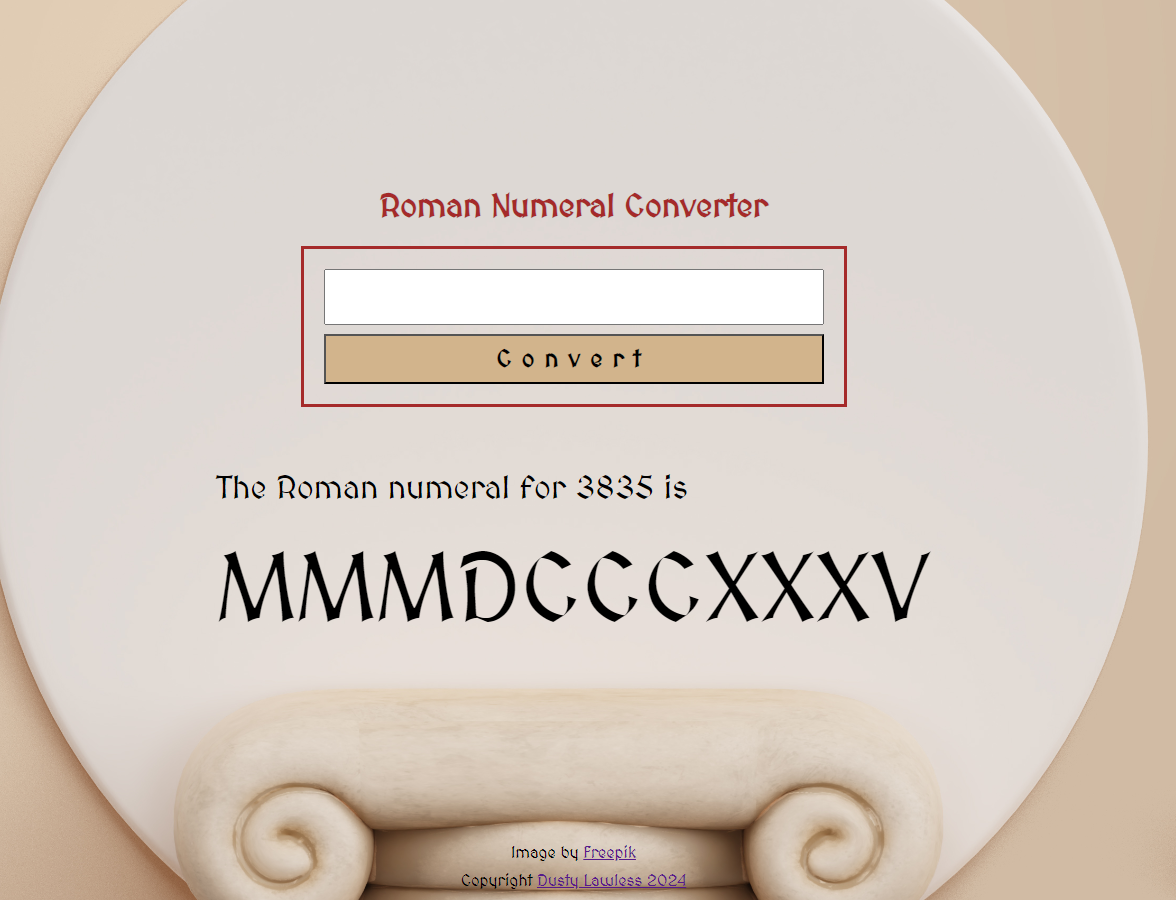 Roman Numeral Converter
Convert
The Roman numeral for 3835 is
MMMDCCCXXXV
Image by Freepik
Copyright Dusty Lawless 2024